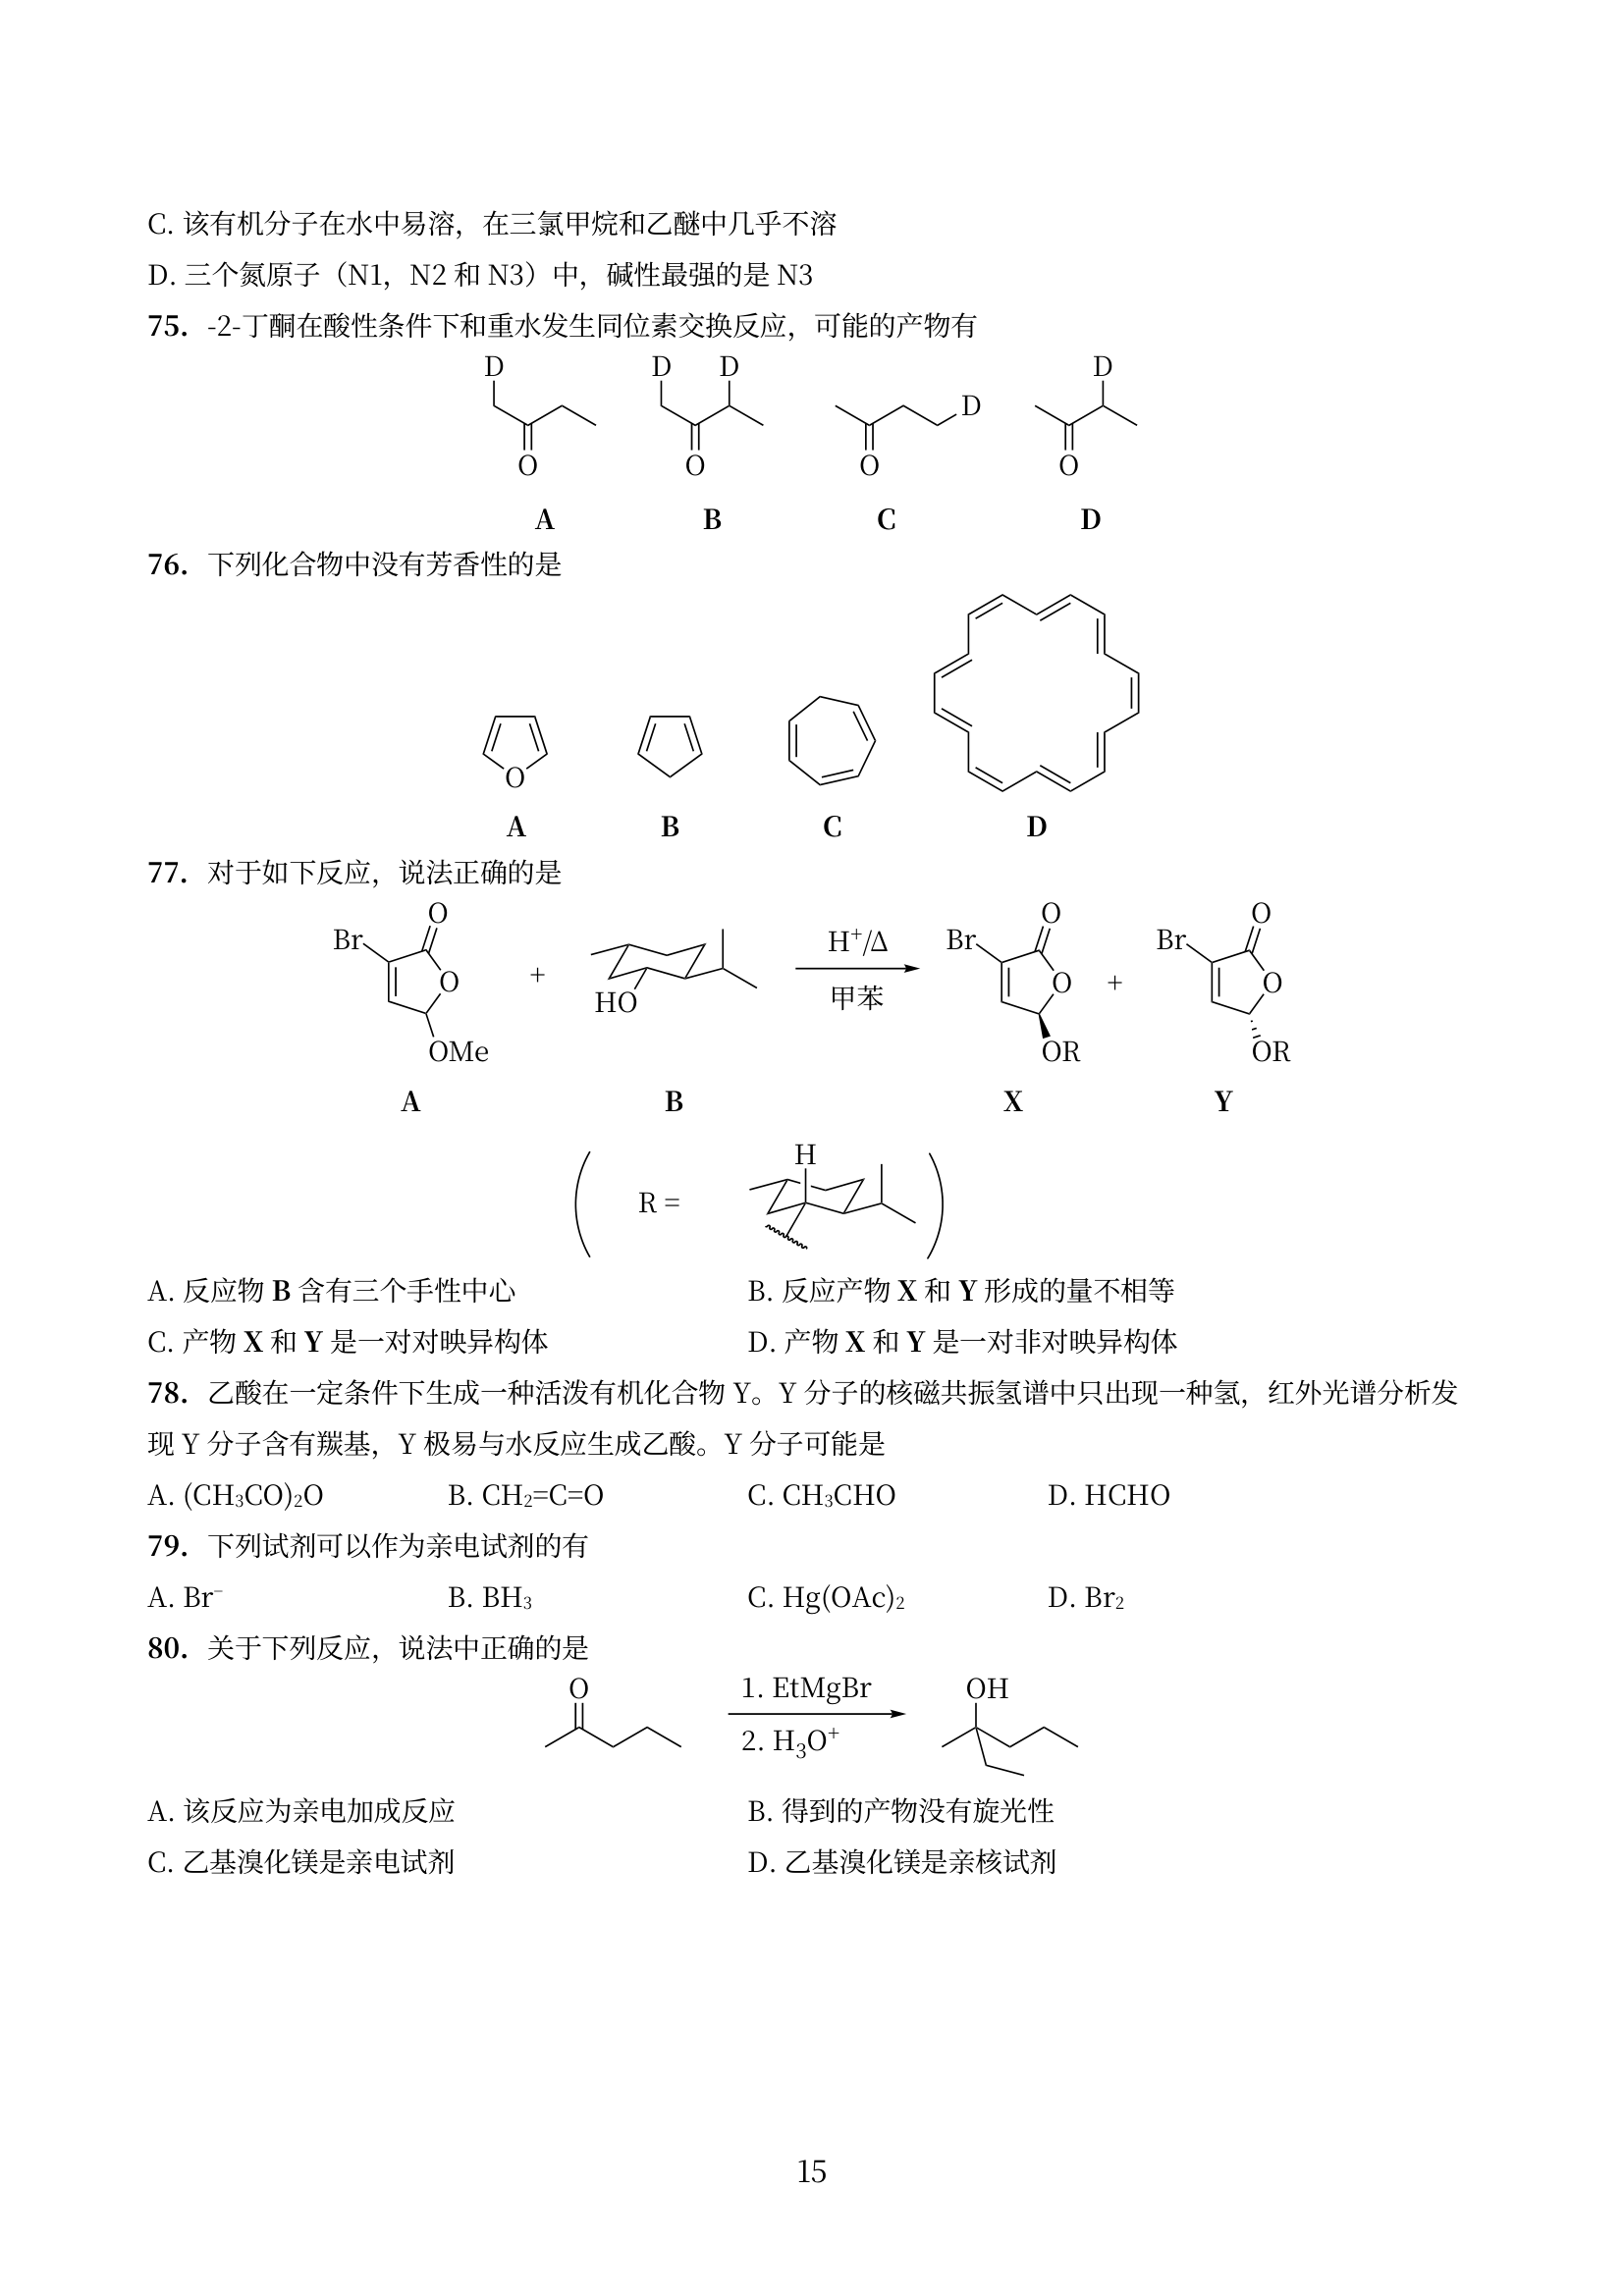 C. 该有机分子在水中易溶，在三氯甲烷和乙醚中几乎不溶
D. 三个氮原子（N1，N2 和 N3）中，碱性最强的是 N3
75. -2-丁酮在酸性条件下和重水发生同位素交换反应，可能的产物有
D D D D D
O O O O
A B C D
76. 下列化合物中没有芳香性的是
O
A B C D
77. 对于如下反应，说法正确的是
Br O O OMe + HO H⁺/Δ 甲苯 Br O O OR + Br O O OR
A B X Y
( R = H )
A. 反应物 B 含有三个手性中心 B. 反应产物 X 和 Y 形成的量不相等
C. 产物 X 和 Y 是一对对映异构体 D. 产物 X 和 Y 是一对非对映异构体
78. 乙酸在一定条件下生成一种活泼有机化合物 Y。Y 分子的核磁共振氢谱中只出现一种氢，红外光谱分析发
现 Y 分子含有羰基，Y 极易与水反应生成乙酸。Y 分子可能是
A. (CH₃CO)₂O B. CH₂=C=O C. CH₃CHO D. HCHO
79. 下列试剂可以作为亲电试剂的有
A. Br⁻ B. BH₃ C. Hg(OAc)₂ D. Br₂
80. 关于下列反应，说法中正确的是
O 1. EtMgBr OH
2. H₃O⁺
A. 该反应为亲电加成反应 B. 得到的产物没有旋光性
C. 乙基溴化镁是亲电试剂 D. 乙基溴化镁是亲核试剂
15